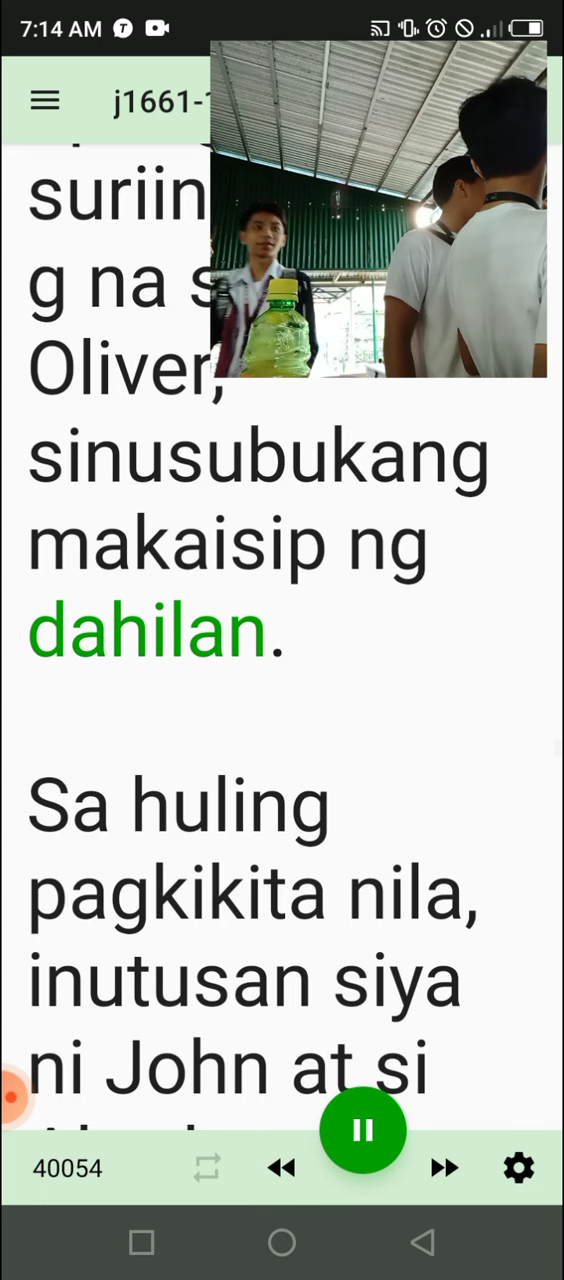 7:14 AM
j1661-
suriin
g na s
Oliver,
sinusubukang
makaisip ng
dahilan.
Sa huling
pagkikita nila,
inutusan siya
ni John at si
40054